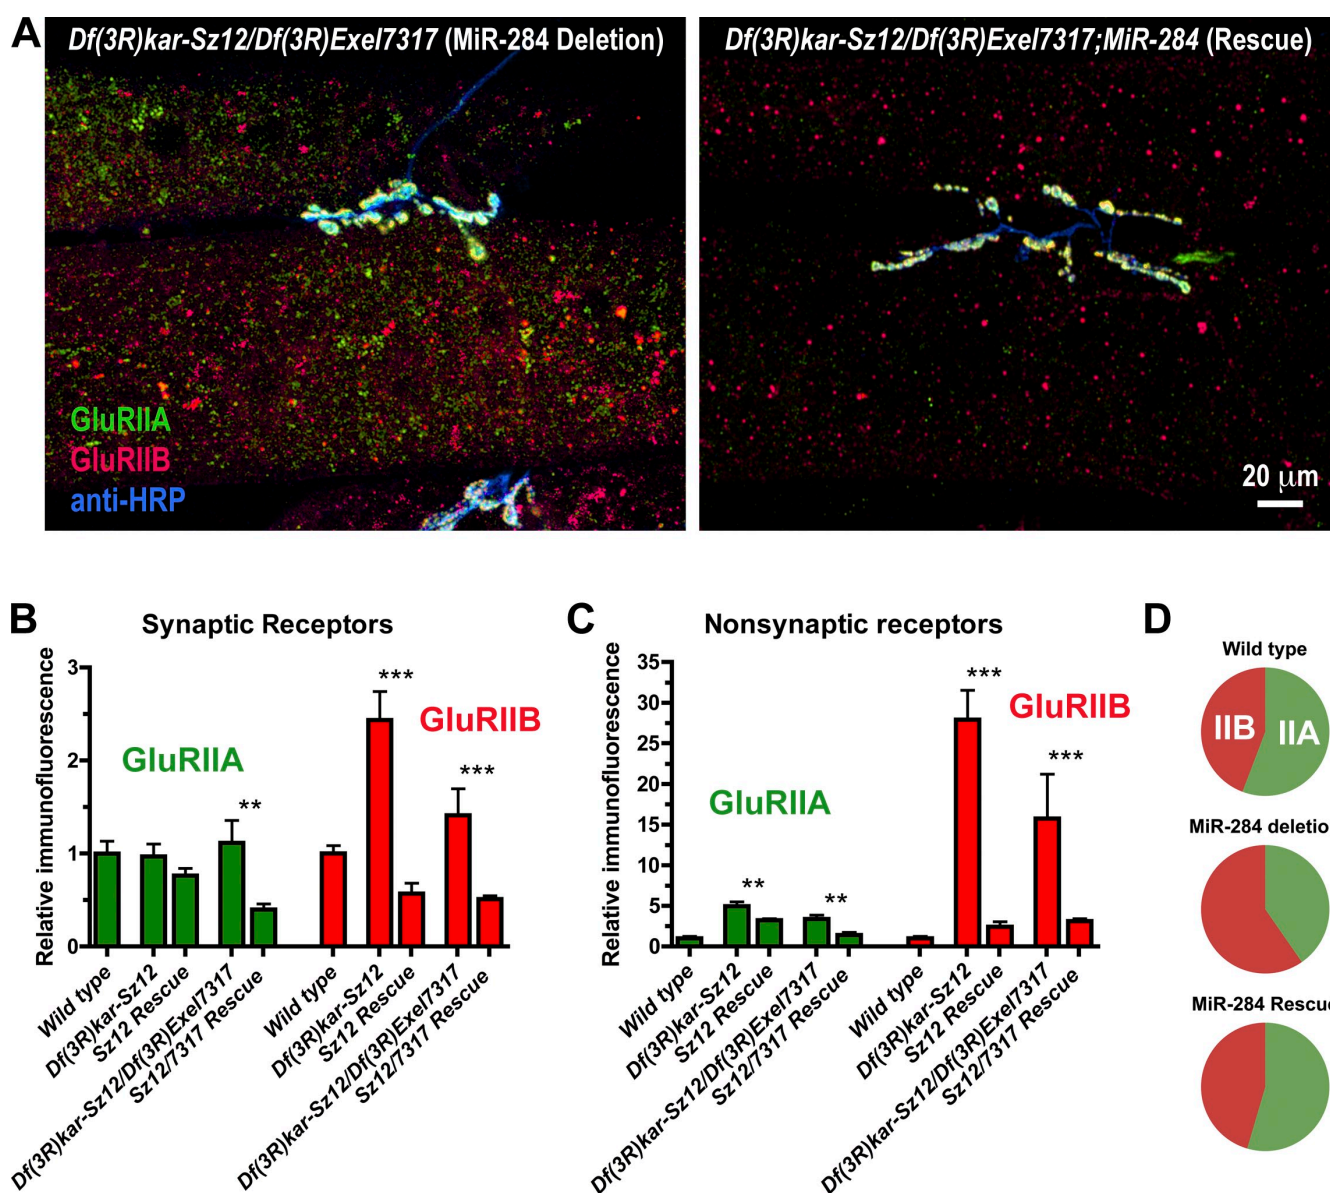 A
Df(3R)kar-Sz12/Df(3R)Exel7317 (MiR-284 Deletion)
Df(3R)kar-Sz12/Df(3R)Exel7317;MiR-284 (Rescue)
GluRIIA
GluRIIB
anti-HRP
20 μm
B
Synaptic Receptors
Relative immunofluorescence
3
2
1
0
GluRIIA
GluRIIB
**
***
***
Wild type
Df(3R)kar-Sz12
Sz12 Rescue
Df(3R)kar-Sz12/Df(3R)Exel7317
Sz12/7317 Rescue
Wild type
Df(3R)kar-Sz12
Sz12 Rescue
Df(3R)kar-Sz12/Df(3R)Exel7317
Sz12/7317 Rescue
C
Nonsynaptic receptors
Relative immunofluorescence
35
30
25
20
15
10
5
0
GluRIIA
GluRIIB
**
**
***
***
Wild type
Df(3R)kar-Sz12
Sz12 Rescue
Df(3R)kar-Sz12/Df(3R)Exel7317
Sz12/7317 Rescue
Wild type
Df(3R)kar-Sz12
Sz12 Rescue
Df(3R)kar-Sz12/Df(3R)Exel7317
Sz12/7317 Rescue
D
Wild type
IIB IIA
MiR-284 deletion
MiR-284 Rescue